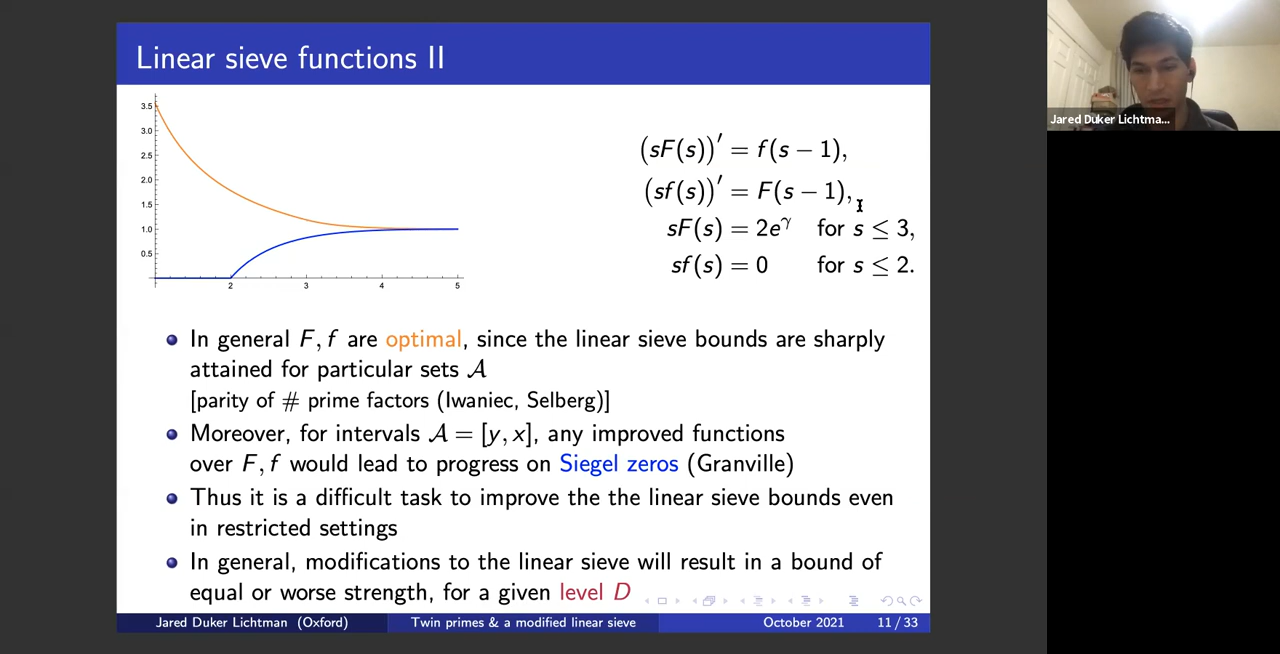 Linear sieve functions II
3.5
3.0
2.5
2.0
1.5
1.0
0.5
2 3 4 5
(sF(s))′ = f(s − 1),
(sf(s))′ = F(s − 1),
sF(s) = 2e^γ for s ≤ 3,
sf(s) = 0 for s ≤ 2.
In general F, f are optimal, since the linear sieve bounds are sharply
attained for particular sets 𝒜
[parity of # prime factors (Iwaniec, Selberg)]
Moreover, for intervals 𝒜 = [y, x], any improved functions
over F, f would lead to progress on Siegel zeros (Granville)
Thus it is a difficult task to improve the the linear sieve bounds even
in restricted settings
In general, modifications to the linear sieve will result in a bound of
equal or worse strength, for a given level D
Jared Duker Lichtman (Oxford) Twin primes & a modified linear sieve October 2021 11 / 33
Jared Duker Lichtma...